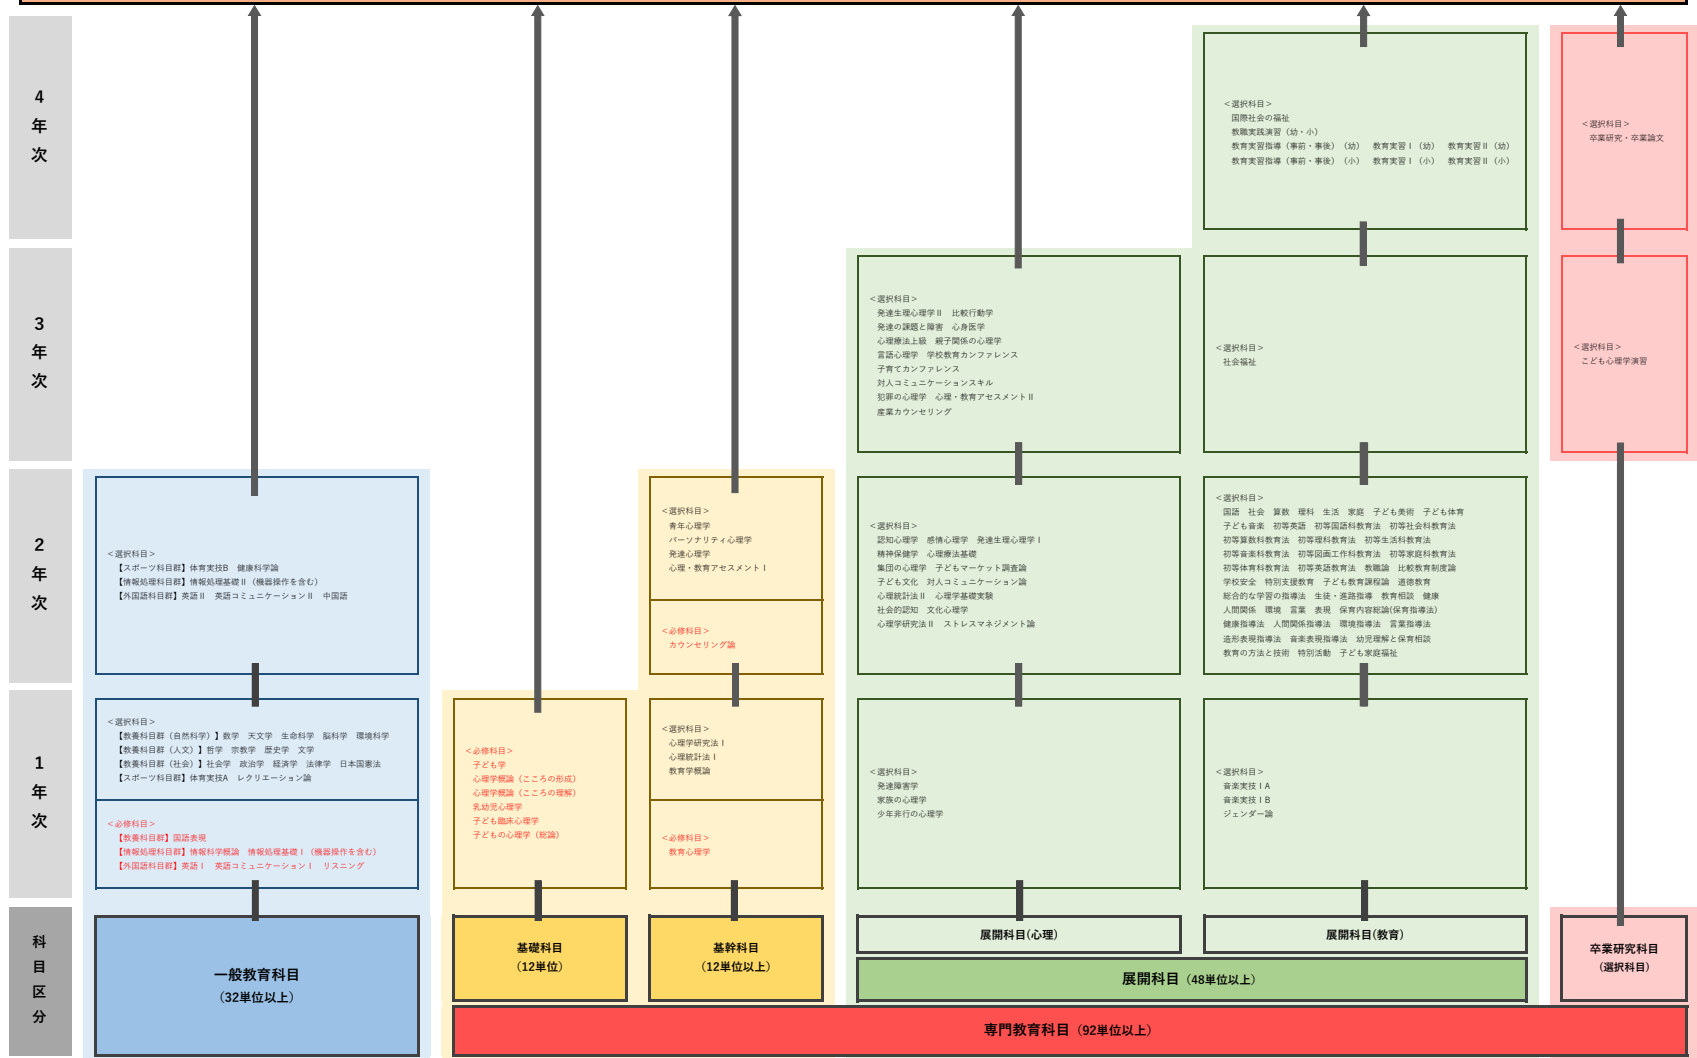 4
年
次
＜選択科目＞
国際社会の福祉
教職実践演習（幼・小）
教育実習指導（事前・事後）（幼）　教育実習Ⅰ（幼）　教育実習Ⅱ（幼）
教育実習指導（事前・事後）（小）　教育実習Ⅰ（小）　教育実習Ⅱ（小）
＜選択科目＞
卒業研究・卒業論文
3
年
次
＜選択科目＞
発達生理心理学Ⅱ　比較行動学
発達の課題と障害　心身医学
心理療法上級　親子関係の心理学
言語心理学　学校教育カンファレンス
子育てカンファレンス
対人コミュニケーションスキル
犯罪の心理学　心理・教育アセスメントⅡ
産業カウンセリング
＜選択科目＞
社会福祉
＜選択科目＞
こども心理学演習
2
年
次
＜選択科目＞
【スポーツ科目群】体育実技B　健康科学論
【情報処理科目群】情報処理基礎Ⅱ（機器操作を含む）
【外国語科目群】英語Ⅱ　英語コミュニケーションⅡ　中国語
＜選択科目＞
青年心理学
パーソナリティ心理学
発達心理学
心理・教育アセスメントⅠ
＜必修科目＞
カウンセリング論
＜選択科目＞
認知心理学　感情心理学　発達生理心理学Ⅰ
精神保健学　心理療法基礎
集団の心理学　子どもマーケット調査論
子ども文化　対人コミュニケーション論
心理統計法Ⅱ　心理学基礎実験
社会的認知　文化心理学
心理学研究法Ⅱ　ストレスマネジメント論
＜選択科目＞
国語　社会　算数　理科　生活　家庭　子ども美術　子ども体育
子ども音楽　初等英語　初等国語科教育法　初等社会科教育法
初等算数科教育法　初等理科教育法　初等生活科教育法
初等音楽科教育法　初等図画工作科教育法　初等家庭科教育法
初等体育科教育法　初等英語教育法　教職論　比較教育制度論
学校安全　特別支援教育　子ども教育課程論　道徳教育
総合的な学習の指導法　生徒・進路指導　教育相談　健康
人間関係　環境　言葉　表現　保育内容総論(保育指導法)
健康指導法　人間関係指導法　環境指導法　言葉指導法
造形表現指導法　音楽表現指導法　幼児理解と保育相談
教育の方法と技術　特別活動　子ども家庭福祉
1
年
次
＜選択科目＞
【教養科目群（自然科学）】数学　天文学　生命科学　脳科学　環境科学
【教養科目群（人文）】哲学　宗教学　歴史学　文学
【教養科目群（社会）】社会学　政治学　経済学　法律学　日本国憲法
【スポーツ科目群】体育実技A　レクリエーション論
＜必修科目＞
【教養科目群】国語表現
【情報処理科目群】情報科学概論　情報処理基礎Ⅰ（機器操作を含む）
【外国語科目群】英語Ⅰ　英語コミュニケーションⅠ　リスニング
＜必修科目＞
子ども学
心理学概論（こころの形成）
心理学概論（こころの理解）
乳幼児心理学
子ども臨床心理学
子どもの心理学（総論）
＜選択科目＞
心理学研究法Ⅰ
心理統計法Ⅰ
教育学概論
＜必修科目＞
教育心理学
＜選択科目＞
発達障害学
家族の心理学
少年非行の心理学
＜選択科目＞
音楽実技ⅠA
音楽実技ⅠB
ジェンダー論
科
目
区
分
一般教育科目
（32単位以上）
基礎科目
（12単位）
基幹科目
（12単位以上）
展開科目(心理)
展開科目(教育)
展開科目（48単位以上）
卒業研究科目
（選択科目）
専門教育科目（92単位以上）